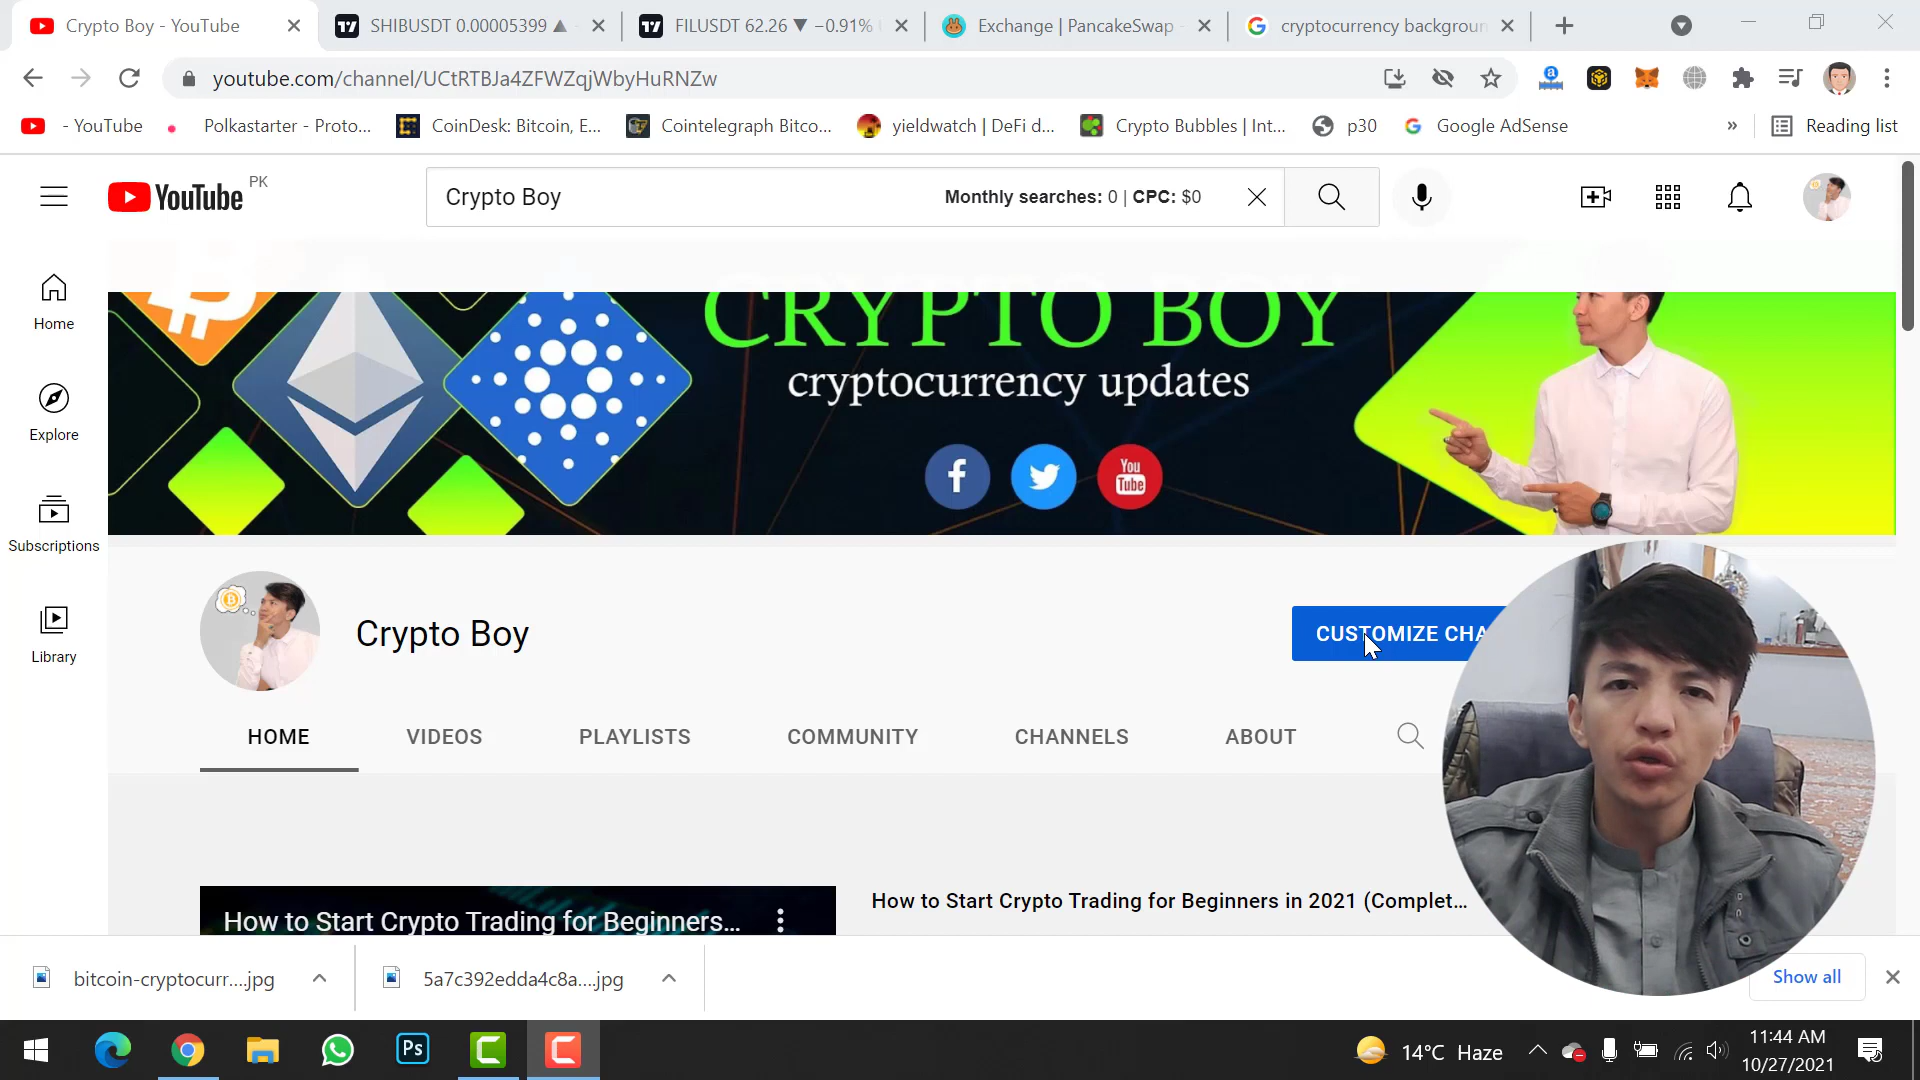 Crypto Boy - YouTube
SHIBUSDT 0.00005399 ▲
FILUSDT 62.26 ▼ −0.91%
Exchange | PancakeSwap
cryptocurrency backgroun
youtube.com/channel/UCtRTBJa4ZFWZqjWbyHuRNZw
- YouTube
Polkastarter - Proto...
CoinDesk: Bitcoin, E...
Cointelegraph Bitco...
yieldwatch | DeFi d...
Crypto Bubbles | Int...
p30
Google AdSense
»
Reading list
YouTube PK
Crypto Boy
Monthly searches: 0 | CPC: $0
Home
Explore
Subscriptions
Library
CRYPTO BOY
cryptocurrency updates
You
Tube
Crypto Boy
CUSTOMIZE CHA
HOME
VIDEOS
PLAYLISTS
COMMUNITY
CHANNELS
ABOUT
How to Start Crypto Trading for Beginners...
How to Start Crypto Trading for Beginners in 2021 (Complet...
bitcoin-cryptocurr....jpg
5a7c392edda4c8a....jpg
Show all
Ps
14°C Haze
11:44 AM
10/27/2021